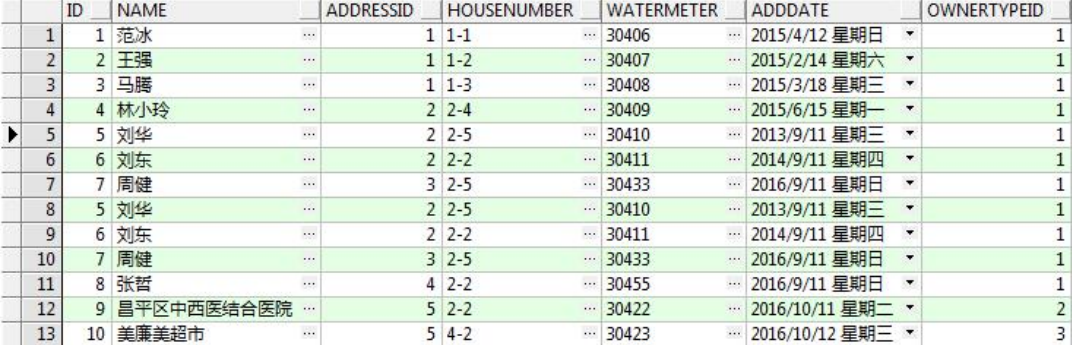 ID NAME ADDRESSID HOUSENUMBER WATERMETER ADDDATE OWNERTYPEID
1 1 范冰 ... 1 1-1 ... 30406 ... 2015/4/12 星期日 1
2 2 王强 ... 1 1-2 ... 30407 ... 2015/2/14 星期六 1
3 3 马腾 ... 1 1-3 ... 30408 ... 2015/3/18 星期三 1
4 4 林小玲 ... 2 2-4 ... 30409 ... 2015/6/15 星期一 1
5 5 刘华 ... 2 2-5 ... 30410 ... 2013/9/11 星期三 1
6 6 刘东 ... 2 2-2 ... 30411 ... 2014/9/11 星期四 1
7 7 周健 ... 3 2-5 ... 30433 ... 2016/9/11 星期日 1
8 5 刘华 ... 2 2-5 ... 30410 ... 2013/9/11 星期三 1
9 6 刘东 ... 2 2-2 ... 30411 ... 2014/9/11 星期四 1
10 7 周健 ... 3 2-5 ... 30433 ... 2016/9/11 星期日 1
11 8 张哲 ... 4 2-2 ... 30455 ... 2016/9/11 星期日 1
12 9 昌平区中西医结合医院 ... 5 2-2 ... 30422 ... 2016/10/11 星期二 2
13 10 美廉美超市 ... 5 4-2 ... 30423 ... 2016/10/12 星期三 3